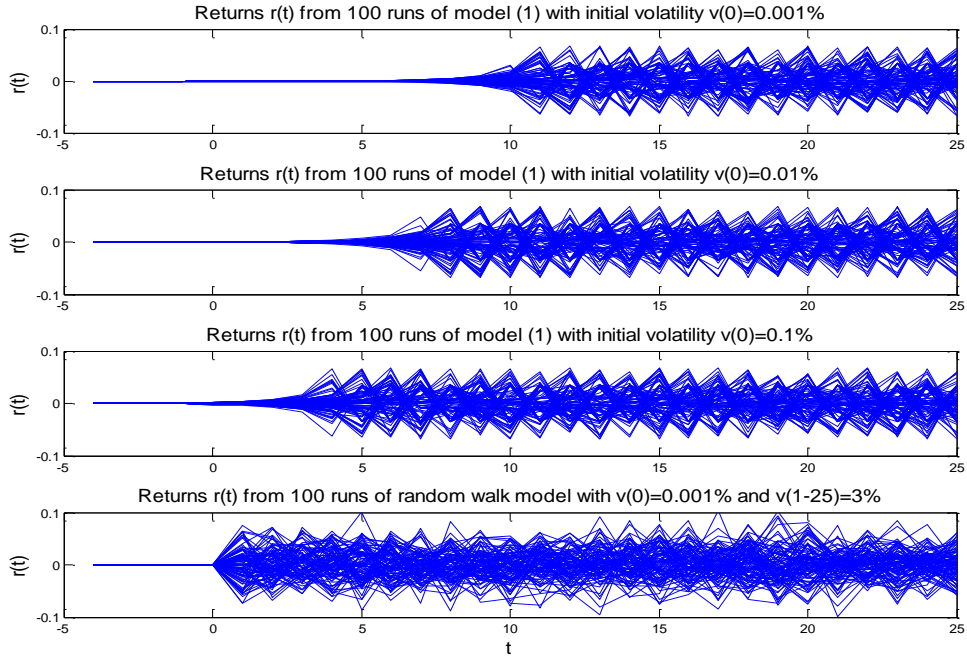 Returns r(t) from 100 runs of model (1) with initial volatility v(0)=0.001%
0.1
0
-0.1
r(t)
-5 0 5 10 15 20 25
Returns r(t) from 100 runs of model (1) with initial volatility v(0)=0.01%
0.1
0
-0.1
r(t)
-5 0 5 10 15 20 25
Returns r(t) from 100 runs of model (1) with initial volatility v(0)=0.1%
0.1
0
-0.1
r(t)
-5 0 5 10 15 20 25
Returns r(t) from 100 runs of random walk model with v(0)=0.001% and v(1-25)=3%
0.1
0
-0.1
r(t)
-5 0 5 10 15 20 25
t